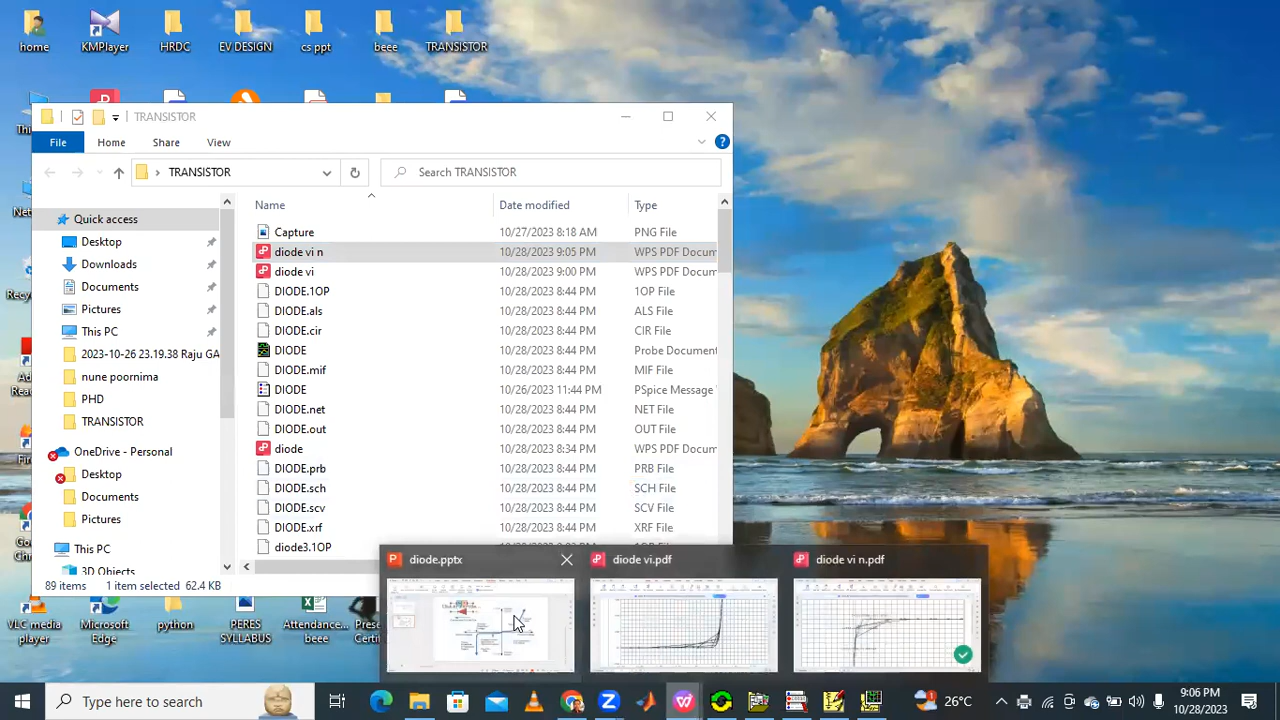 home
KMPlayer
HRDC
EV DESIGN
cs ppt
beee
TRANSISTOR
TRANSISTOR
File
Home
Share
View
TRANSISTOR
Search TRANSISTOR
Quick access
Desktop
Downloads
Documents
Pictures
This PC
2023-10-26 23.19.38 Raju GA
nune poornima
PHD
TRANSISTOR
OneDrive - Personal
Desktop
Documents
Pictures
This PC
3D Objects
Name
Date modified
Type
Capture 10/27/2023 8:18 AM PNG File
diode vi n 10/28/2023 9:05 PM WPS PDF Docum
diode vi 10/28/2023 9:00 PM WPS PDF Docum
DIODE.1OP 10/28/2023 8:44 PM 1OP File
DIODE.als 10/28/2023 8:44 PM ALS File
DIODE.cir 10/28/2023 8:44 PM CIR File
DIODE 10/28/2023 8:44 PM Probe Document
DIODE.mif 10/28/2023 8:44 PM MIF File
DIODE 10/26/2023 11:44 PM PSpice Message
DIODE.net 10/28/2023 8:44 PM NET File
DIODE.out 10/28/2023 8:44 PM OUT File
diode 10/28/2023 8:34 PM WPS PDF Docum
DIODE.prb 10/28/2023 8:44 PM PRB File
DIODE.sch 10/28/2023 8:44 PM SCH File
DIODE.scv 10/28/2023 8:44 PM SCV File
DIODE.xrf 10/28/2023 8:44 PM XRF File
diode3.1OP
89 items 1 item selected 62.4 KB
diode.pptx
diode vi.pdf
diode vi n.pdf
VLC media player
Microsoft Edge
python
PERES SYLLABUS
Attendance... beee
Type here to search
26°C
9:06 PM
10/28/2023